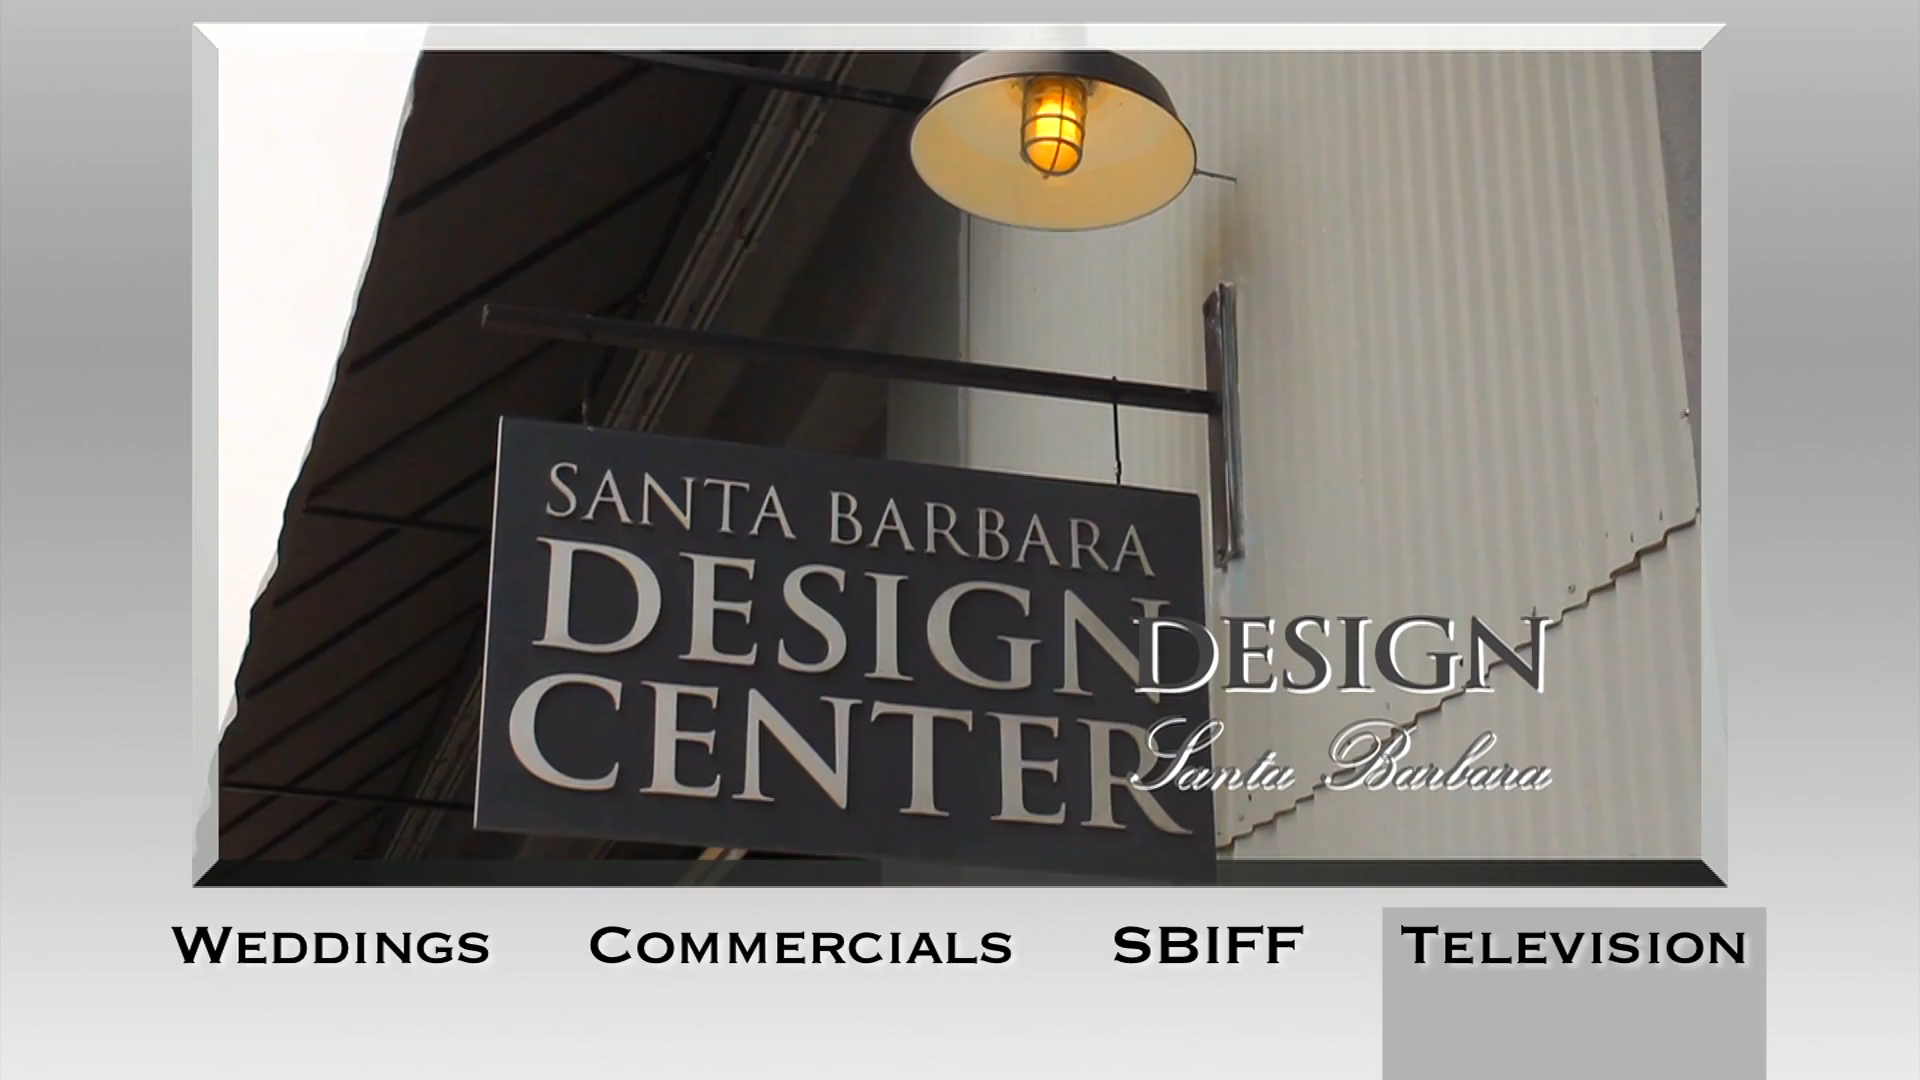 SANTA BARBARA
DESIGN
CENTER
DESIGN
Santa Barbara
WEDDINGS
COMMERCIALS
SBIFF
TELEVISION